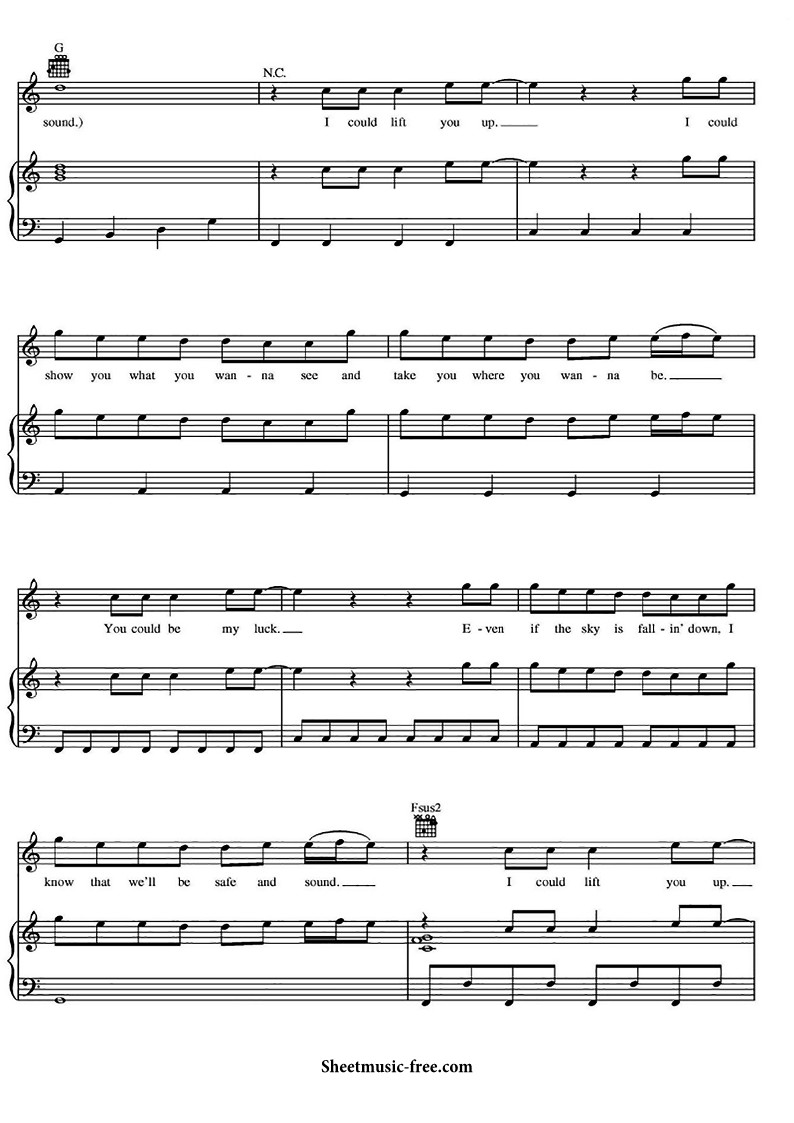 G
N.C.
sound.) I could lift you up. I could
show you what you wan - na see and take you where you wan - na be.
You could be my luck. E - ven if the sky is fall - in' down, I
Fsus2
know that we'll be safe and sound. I could lift you up.
Sheetmusic-free.com